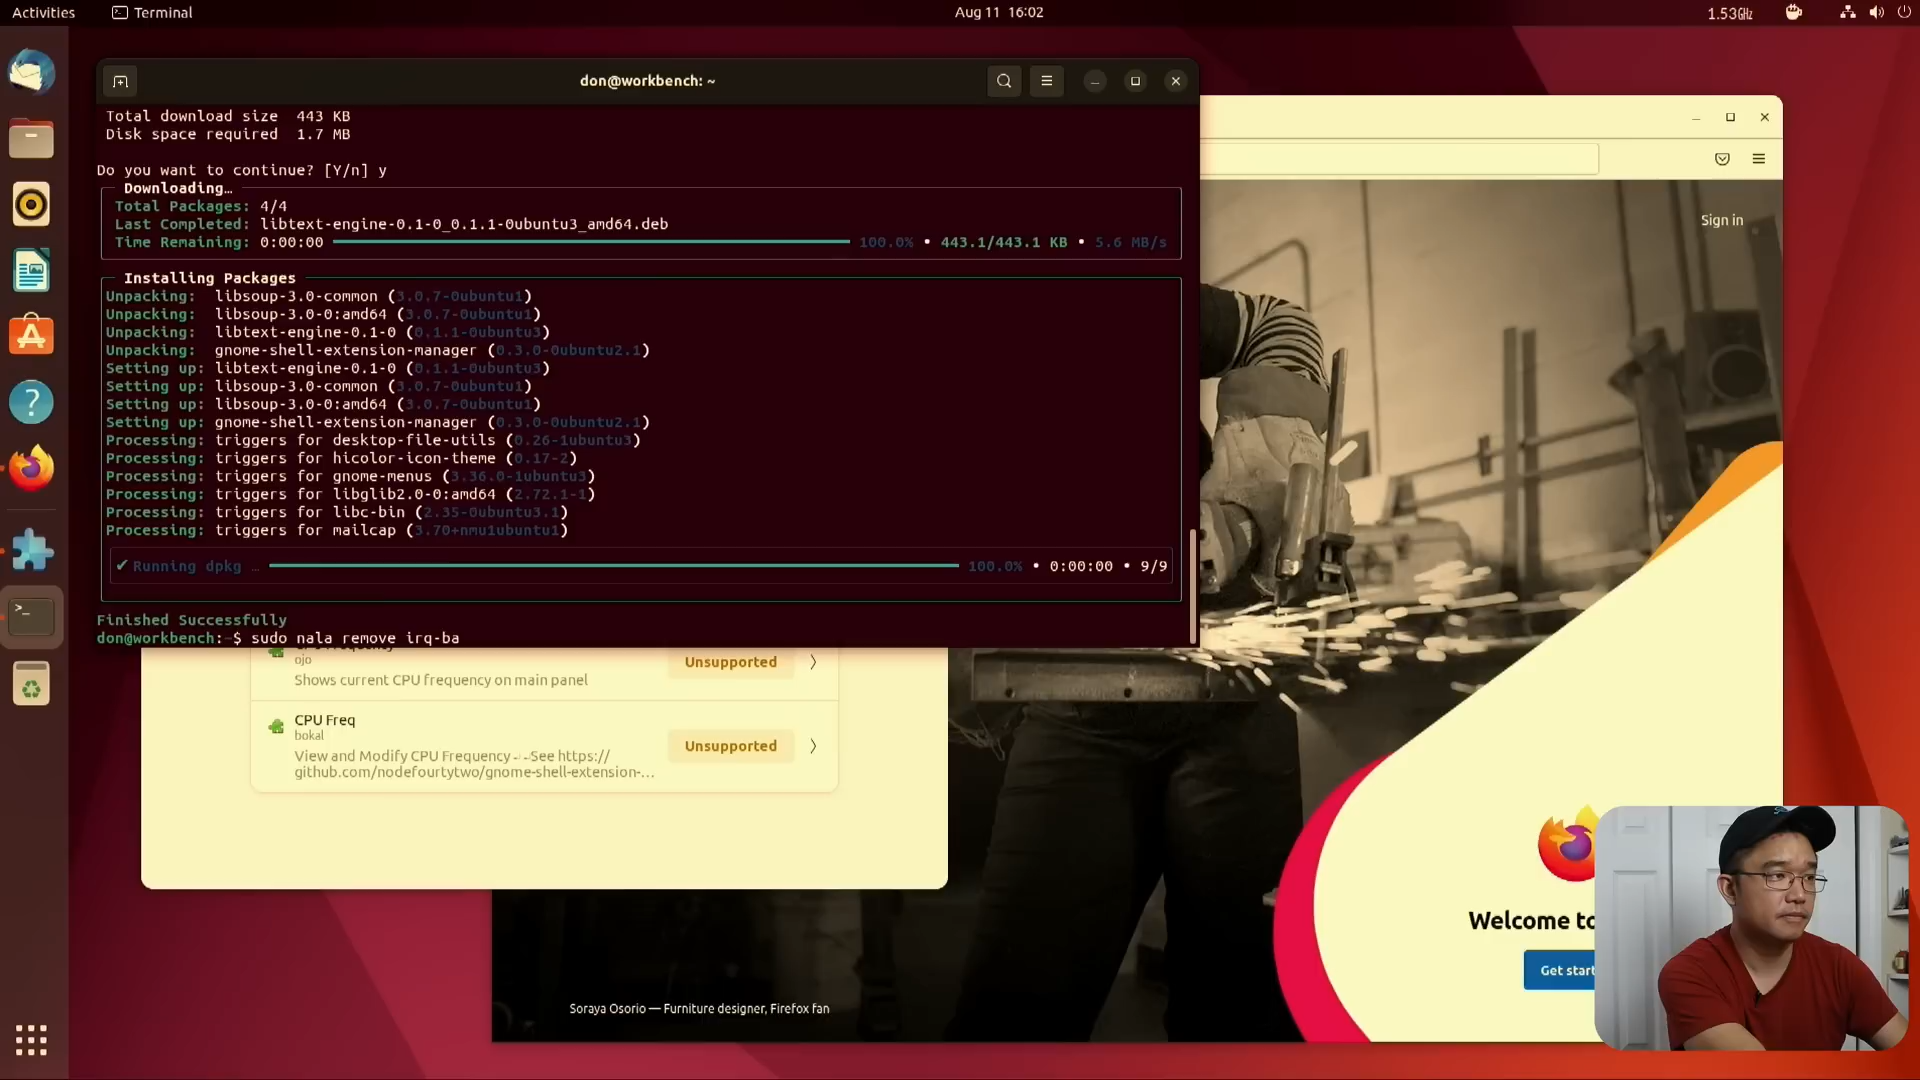 Activities
Terminal
Aug 11 16:02
1.53GHz
don@workbench: ~
Total download size 443 KB
Disk space required 1.7 MB
Do you want to continue? [Y/n] y
Downloading…
Total Packages: 4/4
Last Completed: libtext-engine-0.1-0_0.1.1-0ubuntu3_amd64.deb
Time Remaining: 0:00:00 100.0% • 443.1/443.1 KB • 5.6 MB/s
Installing Packages
Unpacking: libsoup-3.0-common (3.0.7-0ubuntu1)
Unpacking: libsoup-3.0-0:amd64 (3.0.7-0ubuntu1)
Unpacking: libtext-engine-0.1-0 (0.1.1-0ubuntu3)
Unpacking: gnome-shell-extension-manager (0.3.0-0ubuntu2.1)
Setting up: libtext-engine-0.1-0 (0.1.1-0ubuntu3)
Setting up: libsoup-3.0-common (3.0.7-0ubuntu1)
Setting up: libsoup-3.0-0:amd64 (3.0.7-0ubuntu1)
Setting up: gnome-shell-extension-manager (0.3.0-0ubuntu2.1)
Processing: triggers for desktop-file-utils (0.26-1ubuntu3)
Processing: triggers for hicolor-icon-theme (0.17-2)
Processing: triggers for gnome-menus (3.36.0-1ubuntu3)
Processing: triggers for libglib2.0-0:amd64 (2.72.1-1)
Processing: triggers for libc-bin (2.35-0ubuntu3.1)
Processing: triggers for mailcap (3.70+nmu1ubuntu1)
✔ Running dpkg … 100.0% • 0:00:00 • 9/9
Finished Successfully
don@workbench:~$ sudo nala remove irq-ba
ojo
Shows current CPU frequency on main panel
Unsupported
CPU Freq
bokal
View and Modify CPU Frequency - - See https://
github.com/nodefourtytwo/gnome-shell-extension-…
Unsupported
Sign in
Welcome to
Get start
Soraya Osorio — Furniture designer, Firefox fan